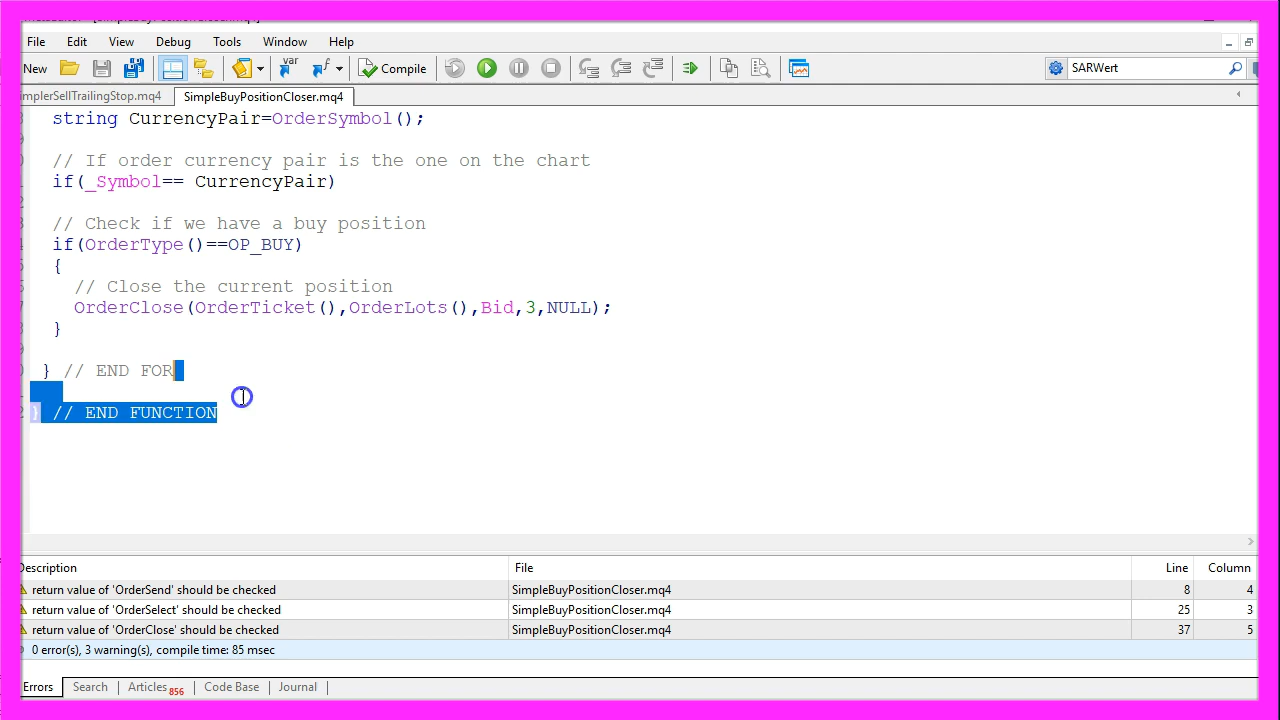 File Edit View Debug Tools Window Help
New Compile SARWert
SimpleBuyPositionCloser.mq4
string CurrencyPair=OrderSymbol();
// If order currency pair is the one on the chart
if(_Symbol== CurrencyPair)
// Check if we have a buy position
if(OrderType()==OP_BUY)
{
// Close the current position
OrderClose(OrderTicket(),OrderLots(),Bid,3,NULL);
}
} // END FOR
} // END FUNCTION
Description File Line Column
return value of 'OrderSend' should be checked SimpleBuyPositionCloser.mq4 8 4
return value of 'OrderSelect' should be checked SimpleBuyPositionCloser.mq4 25 3
return value of 'OrderClose' should be checked SimpleBuyPositionCloser.mq4 37 5
0 error(s), 3 warning(s), compile time: 85 msec
Errors Search Articles 856 Code Base Journal